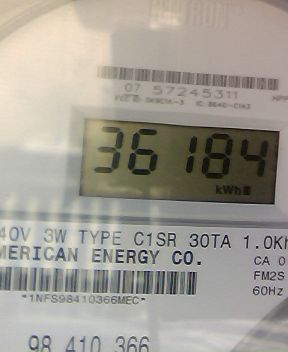 07 57245311
36184
kWh
40V 3W TYPE C1SR 30TA 1.0Kh
MERICAN ENERGY CO.
CA 0
FM2S
60Hz
*1NFS98410366MEC*
98 410 366